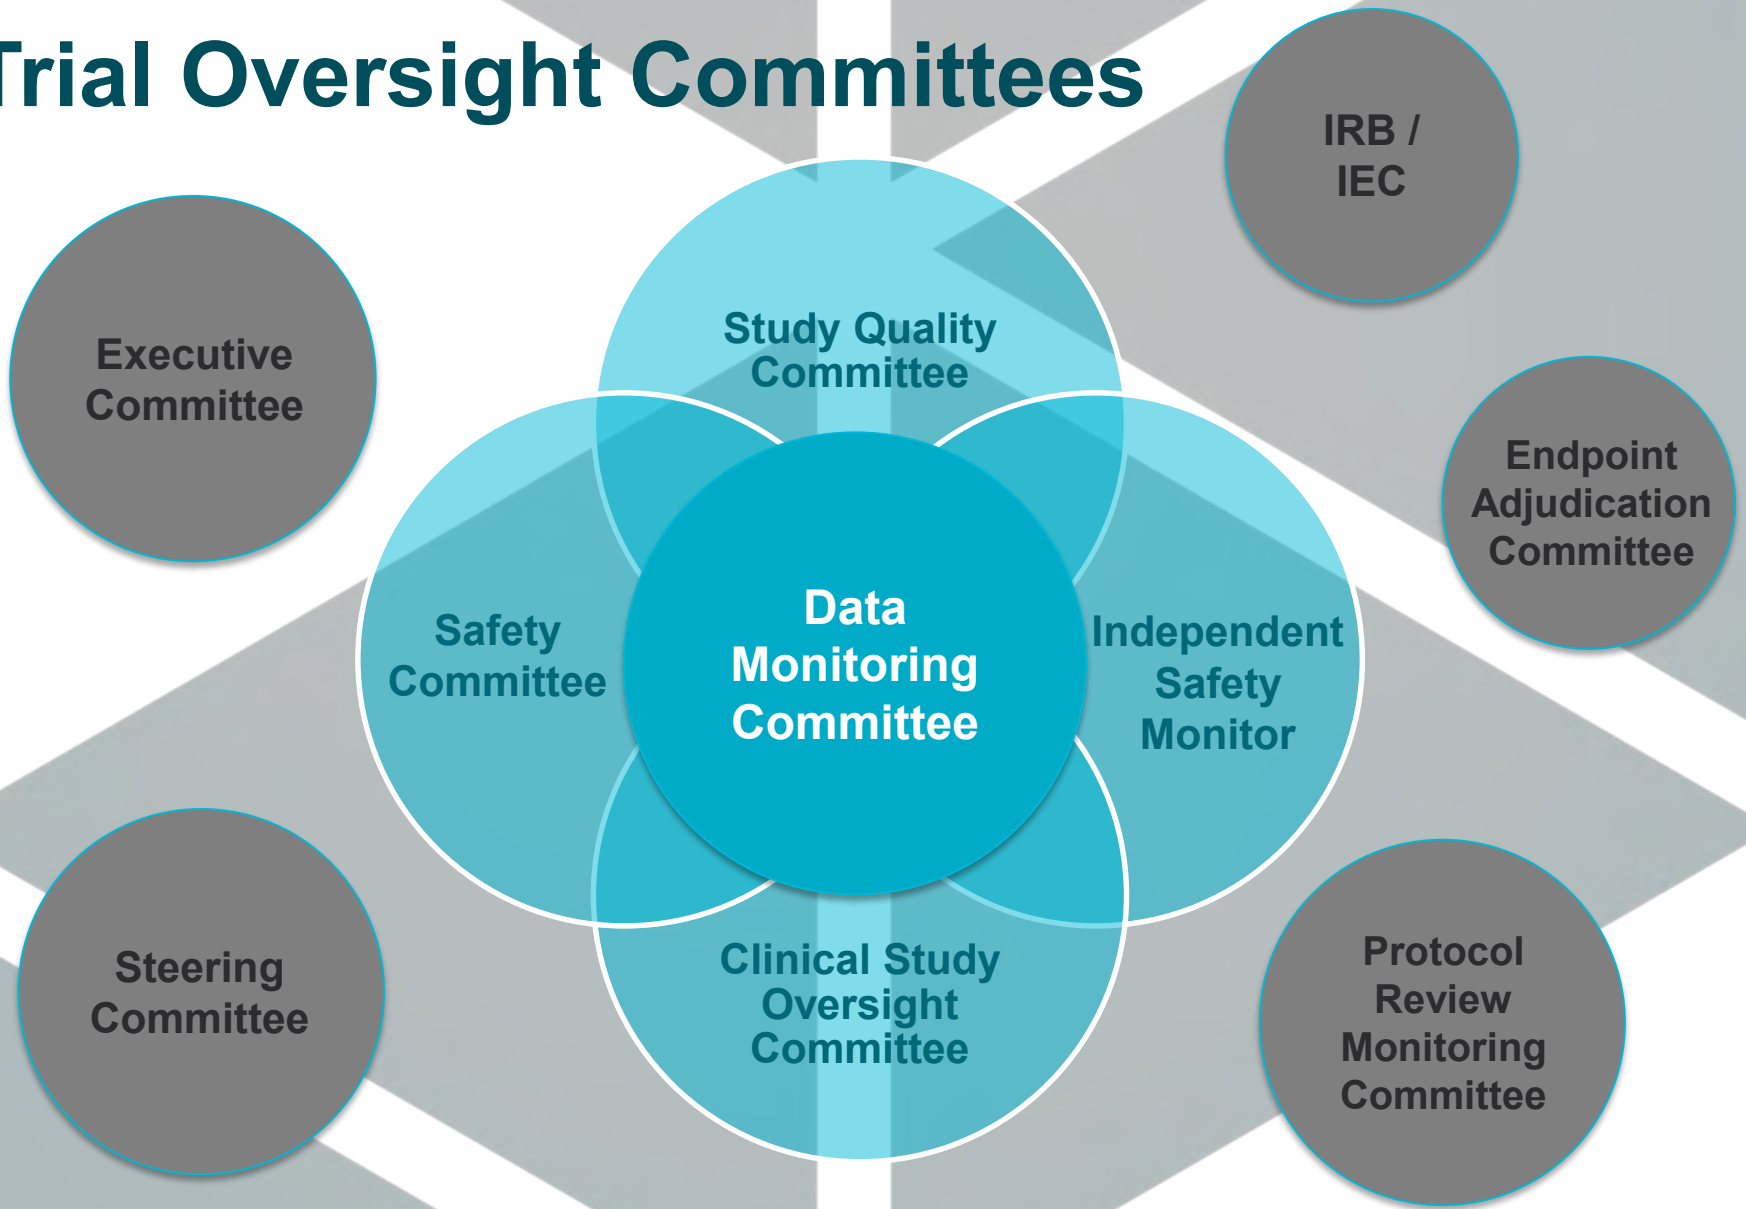 Trial Oversight Committees
IRB /
IEC
Executive
Committee
Study Quality
Committee
Endpoint
Adjudication
Committee
Safety
Committee
Data
Monitoring
Committee
Independent
Safety
Monitor
Steering
Committee
Clinical Study
Oversight
Committee
Protocol
Review
Monitoring
Committee